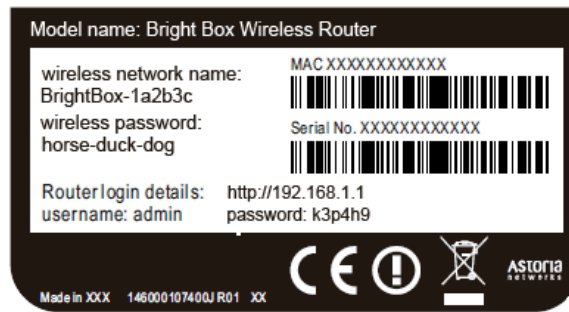 Model name: Bright Box Wireless Router
wireless network name:
BrightBox-1a2b3c
wireless password:
horse-duck-dog
MAC XXXXXXXXXXXX
Serial No. XXXXXXXXXXXX
Router login details: http://192.168.1.1
username: admin password: k3p4h9
CE
ASTORIA
networks
Made in XXX 146000107400J R01 XX